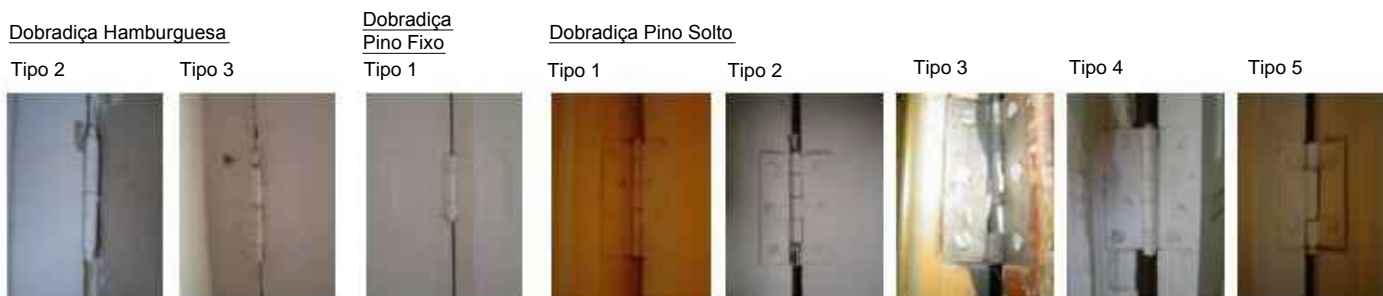 Dobradiça Hamburguesa
Dobradiça
Pino Fixo
Dobradiça Pino Solto
Tipo 2
Tipo 3
Tipo 1
Tipo 1
Tipo 2
Tipo 3
Tipo 4
Tipo 5